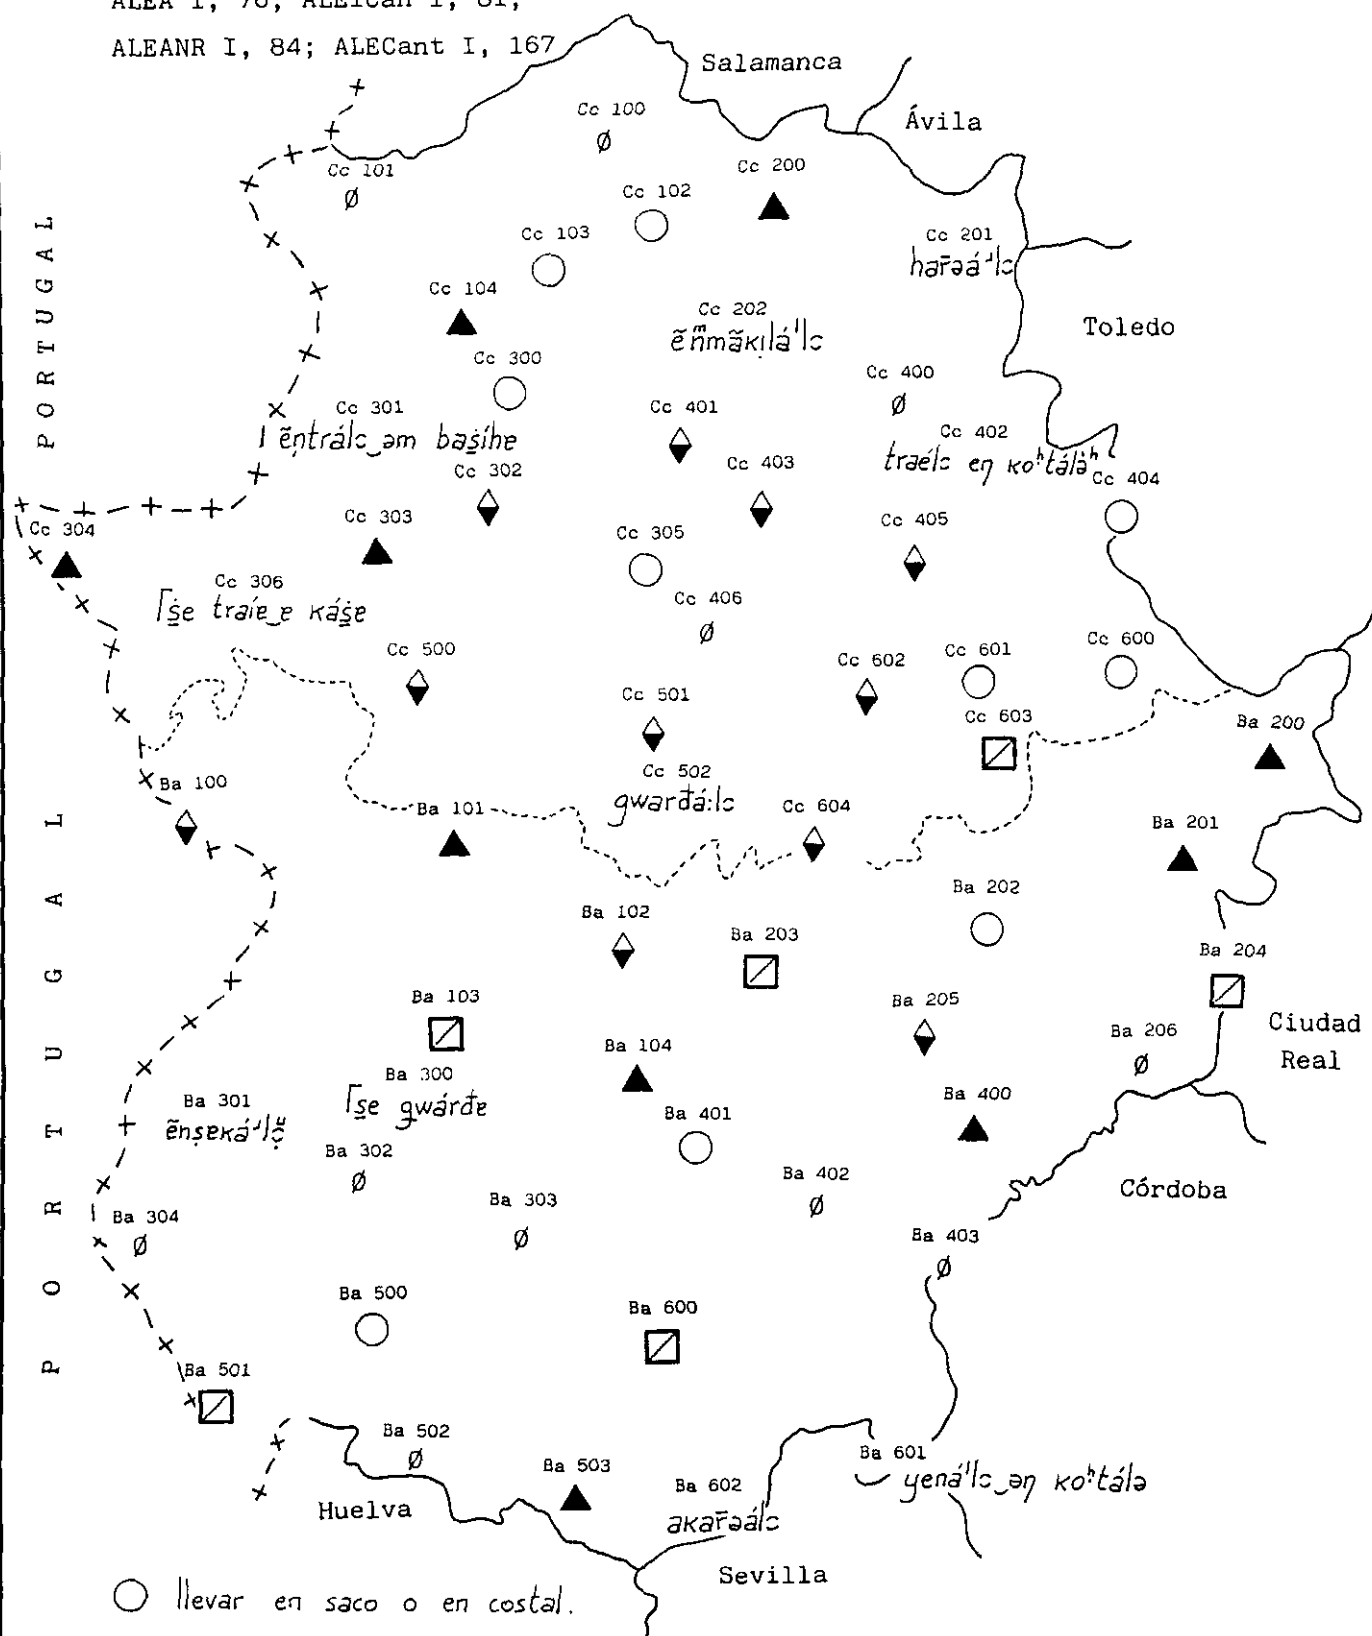 ALEANR I, 84; ALECant I, 167
Salamanca
Ávila
Cc 100
ø
Cc 101
ø
Cc 200
Cc 102
Cc 103
Cc 201
Cc 104
Cc 202
Toledo
PORTUGAL
Cc 300
Cc 400
ø
Cc 301
Cc 401
Cc 402
Cc 302
Cc 403
Cc 404
Cc 303
Cc 304
Cc 305
Cc 405
Cc 306
Cc 406
ø
Cc 500
Cc 602
Cc 601
Cc 600
Cc 501
Cc 603
Ba 200
Cc 502
Ba 100
Ba 101
Cc 604
Ba 201
PORTUGAL
Ba 202
Ba 102
Ba 203
Ba 204
Ba 103
Ba 205
Ciudad
Real
Ba 206
ø
Ba 104
Ba 300
Ba 301
Ba 401
Ba 400
Ba 302
ø
Ba 402
ø
Córdoba
Ba 303
ø
Ba 304
ø
Ba 403
ø
Ba 500
Ba 600
Ba 501
Ba 502
ø
Ba 503
Ba 601
Ba 602
Huelva
Sevilla
llevar en saco o en costal.